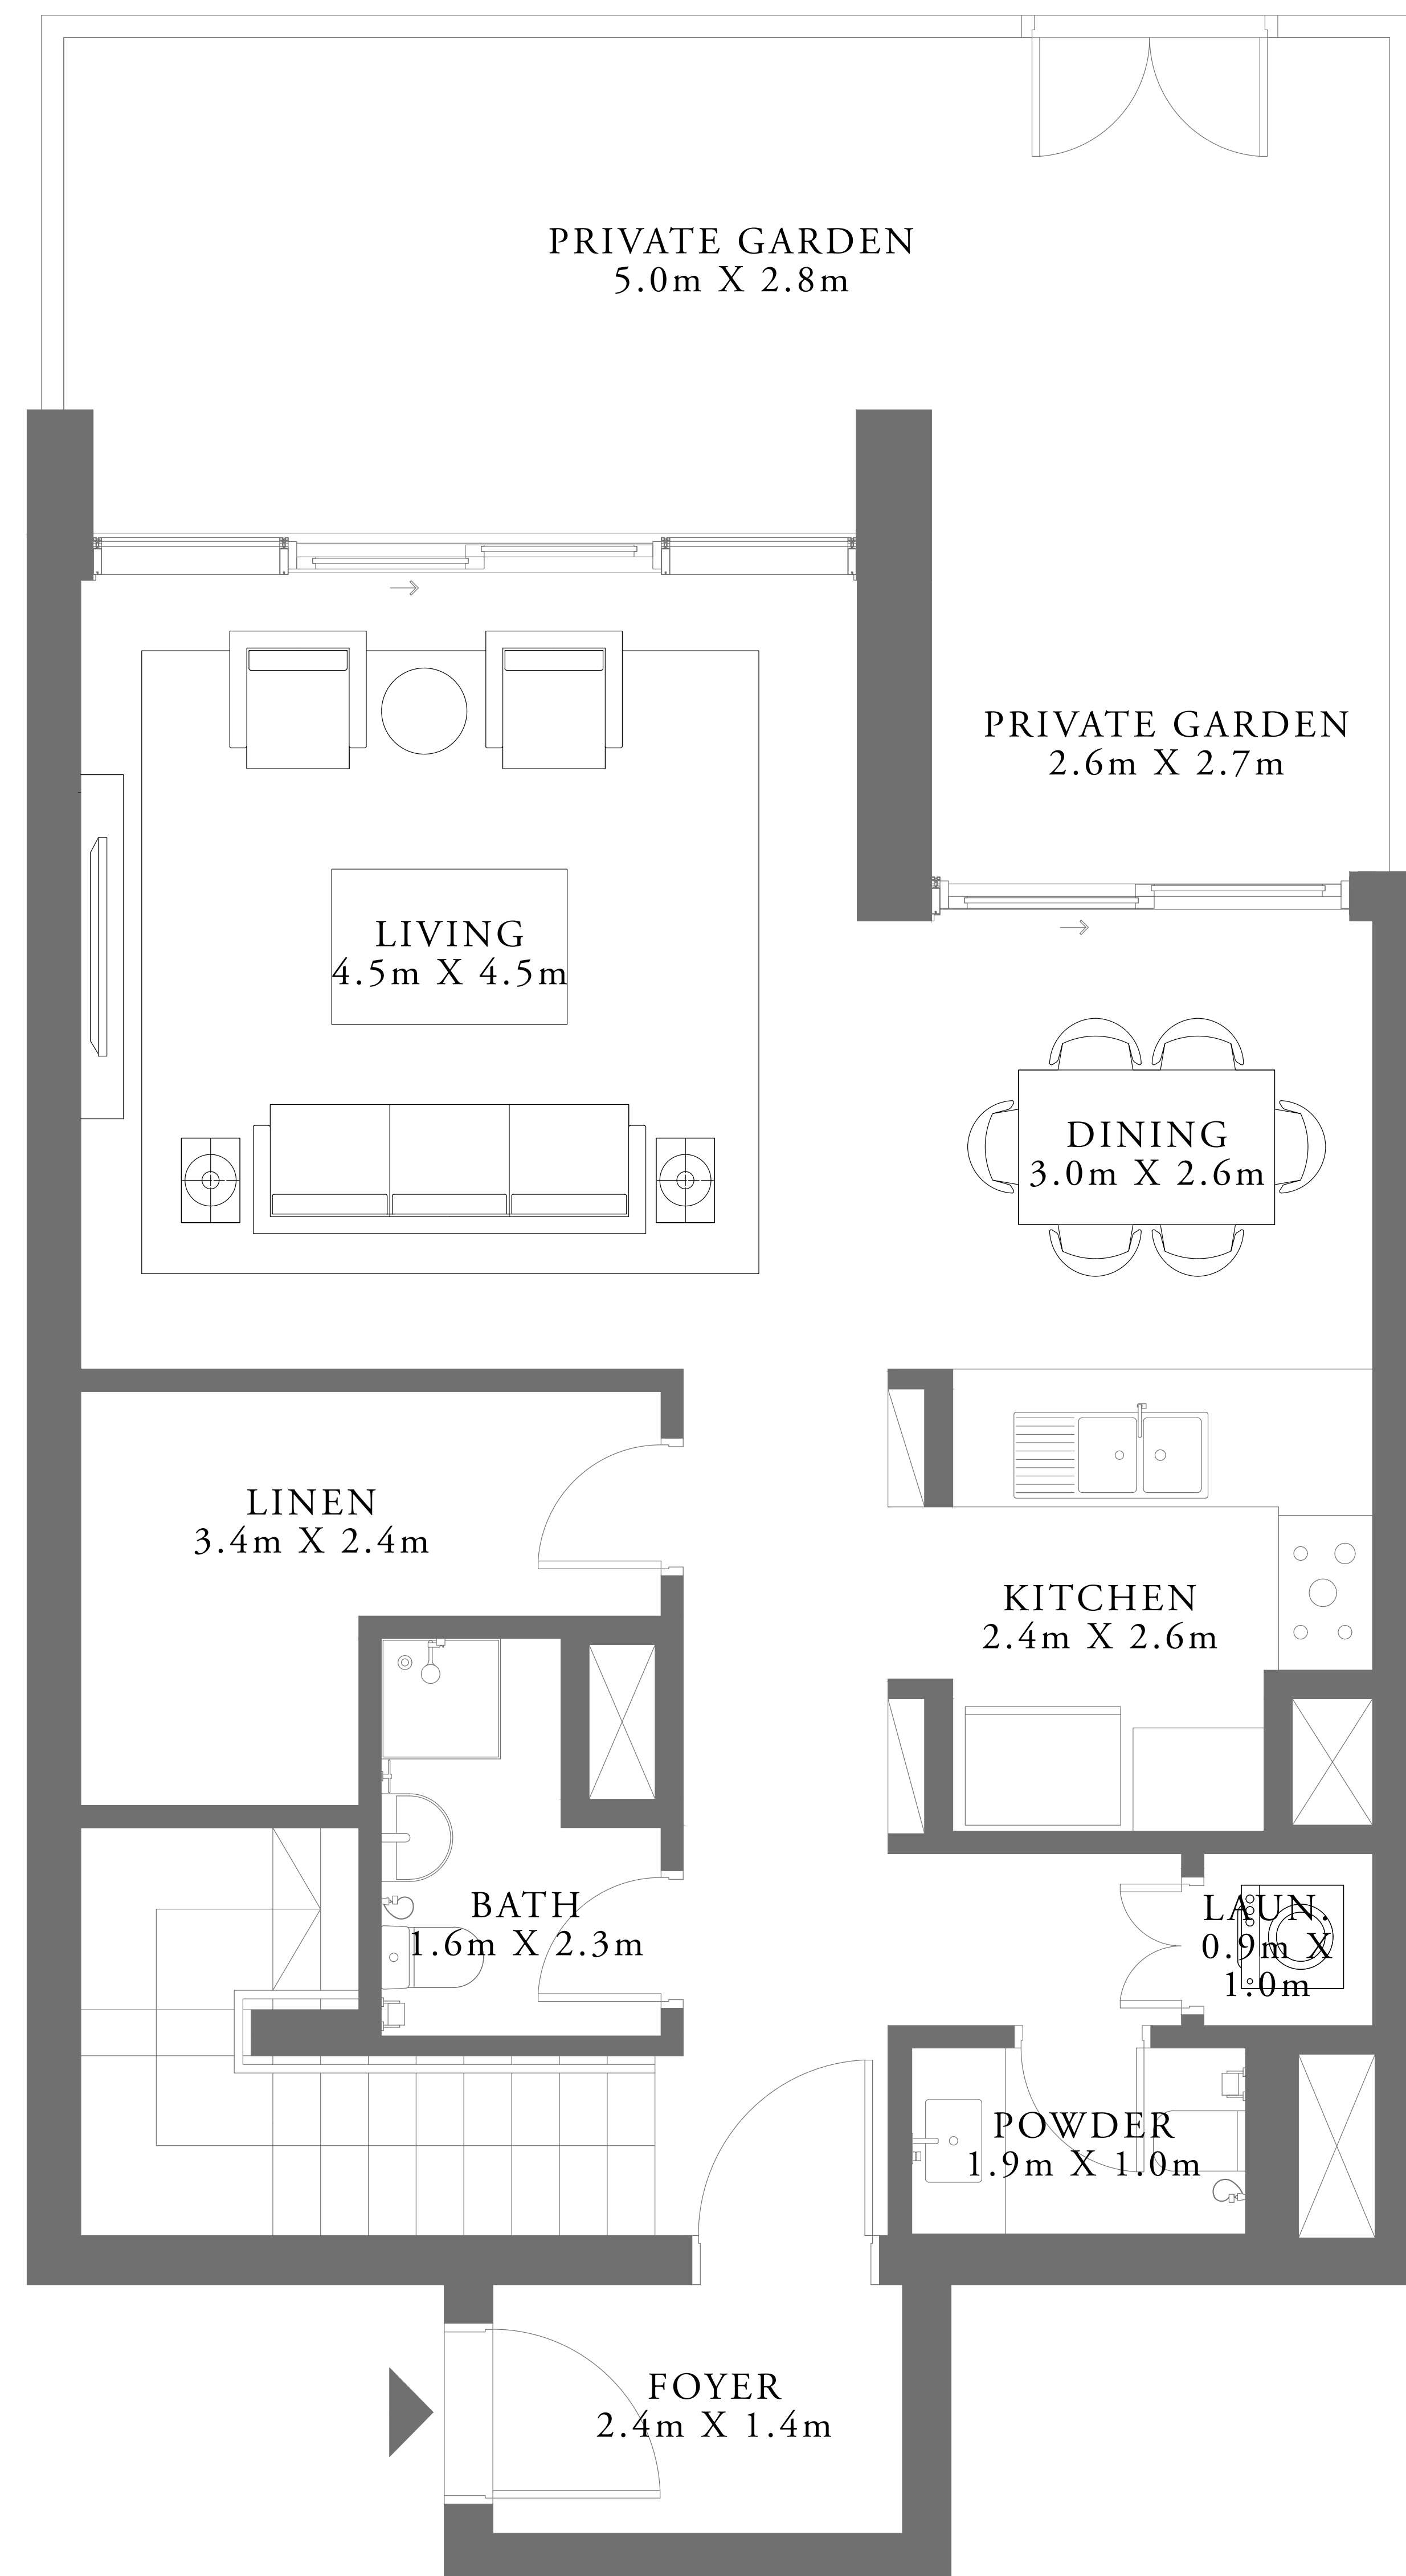 PRIVATE GARDEN
5.0m X 2.8m
PRIVATE GARDEN
2.6m X 2.7m
LIVING
4.5m X 4.5m
DINING
3.0m X 2.6m
LINEN
3.4m X 2.4m
KITCHEN
2.4m X 2.6m
BATH
1.6m X 2.3m
LAUN.
0.9m X
1.0m
POWDER
1.9m X 1.0m
FOYER
2.4m X 1.4m